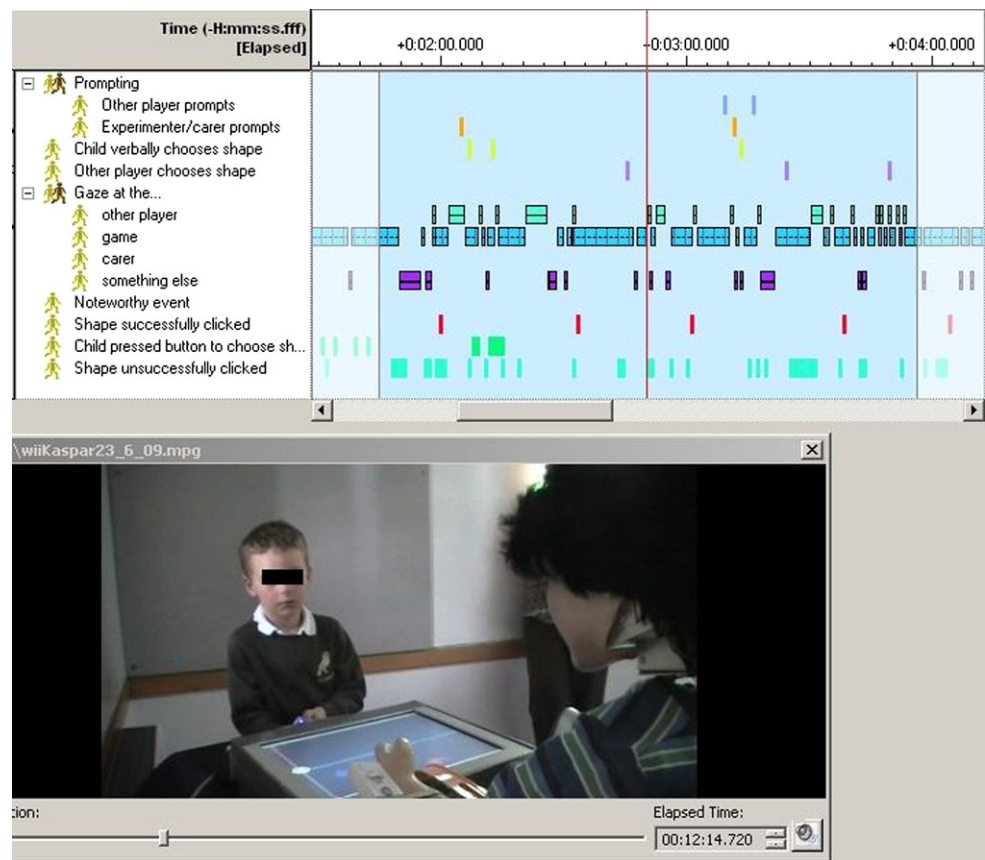 Time (-H:mm:ss.fff)
[Elapsed]
+0:02:00.000
+0:03:00.000
+0:04:00.000
Prompting
Other player prompts
Experimenter/carer prompts
Child verbally chooses shape
Other player chooses shape
Gaze at the...
other player
game
carer
something else
Noteworthy event
Shape successfully clicked
Child pressed button to choose sh...
Shape unsuccessfully clicked
\wiiKaspar23_6_09.mpg
tion:
Elapsed Time:
00:12:14.720